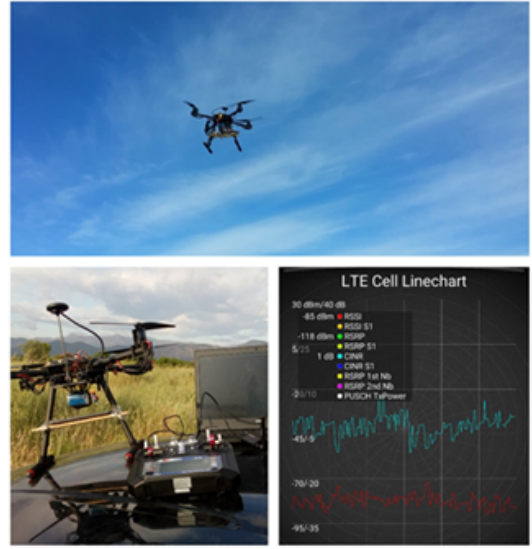 LTE Cell Linechart
30 dBm/40 dB
-85 dBm RSSI
RSSI S1
-118 dBm RSRP
5/25 RSRP S1
1 dB CINR
CINR S1
RSRP 1st Nb
-20/10 RSRP 2nd Nb
PUSCH TxPower
-45/-5
-70/-20
-95/-35